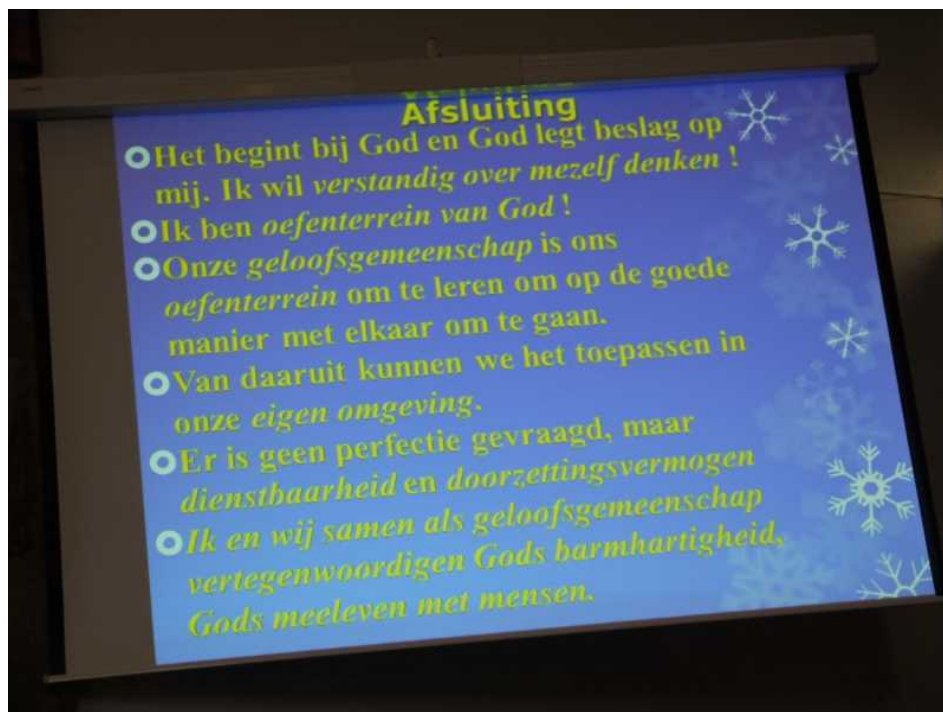 Afsluiting
Het begint bij God en God legt beslag op
mij. Ik wil verstandig over mezelf denken !
Ik ben oefenterrein van God !
Onze geloofsgemeenschap is ons
oefenterrein om te leren om op de goede
manier met elkaar om te gaan.
Van daaruit kunnen we het toepassen in
onze eigen omgeving.
Er is geen perfectie gevraagd, maar
dienstbaarheid en doorzettingsvermogen
Ik en wij samen als geloofsgemeenschap
vertegenwoordigen Gods barmhartigheid,
Gods meeleven met mensen.